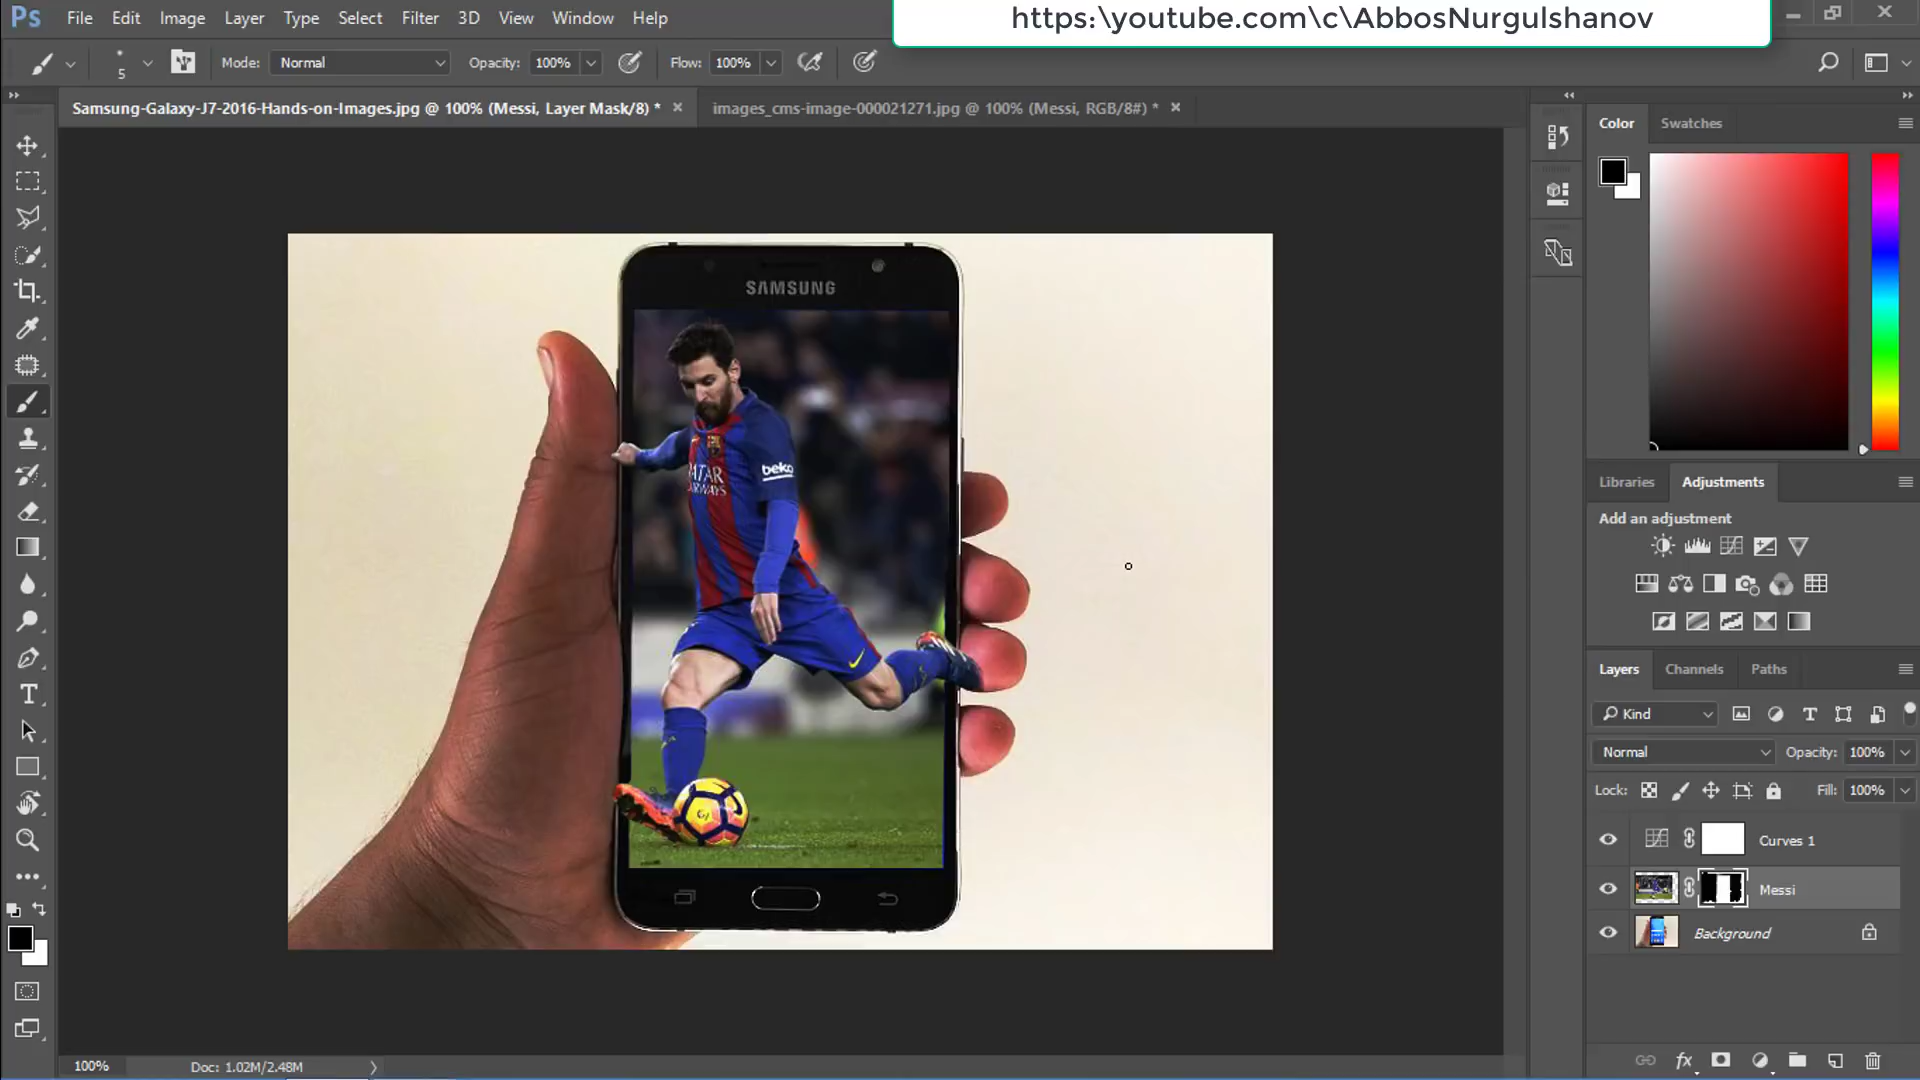 Ps File Edit Image Layer Type Select Filter 3D View Window Help
https:\youtube.com\c\AbbosNurgulshanov
5 Mode: Normal Opacity: 100% Flow: 100%
Samsung-Galaxy-J7-2016-Hands-on-Images.jpg @ 100% (Messi, Layer Mask/8) *
images_cms-image-000021271.jpg @ 100% (Messi, RGB/8#) *
Color Swatches
SAMSUNG
beko
QATAR
AIRWAYS
Libraries Adjustments
Add an adjustment
Layers Channels Paths
Kind
Normal Opacity: 100%
Lock: Fill: 100%
Curves 1
Messi
Background
100% Doc: 1.02M/2.48M